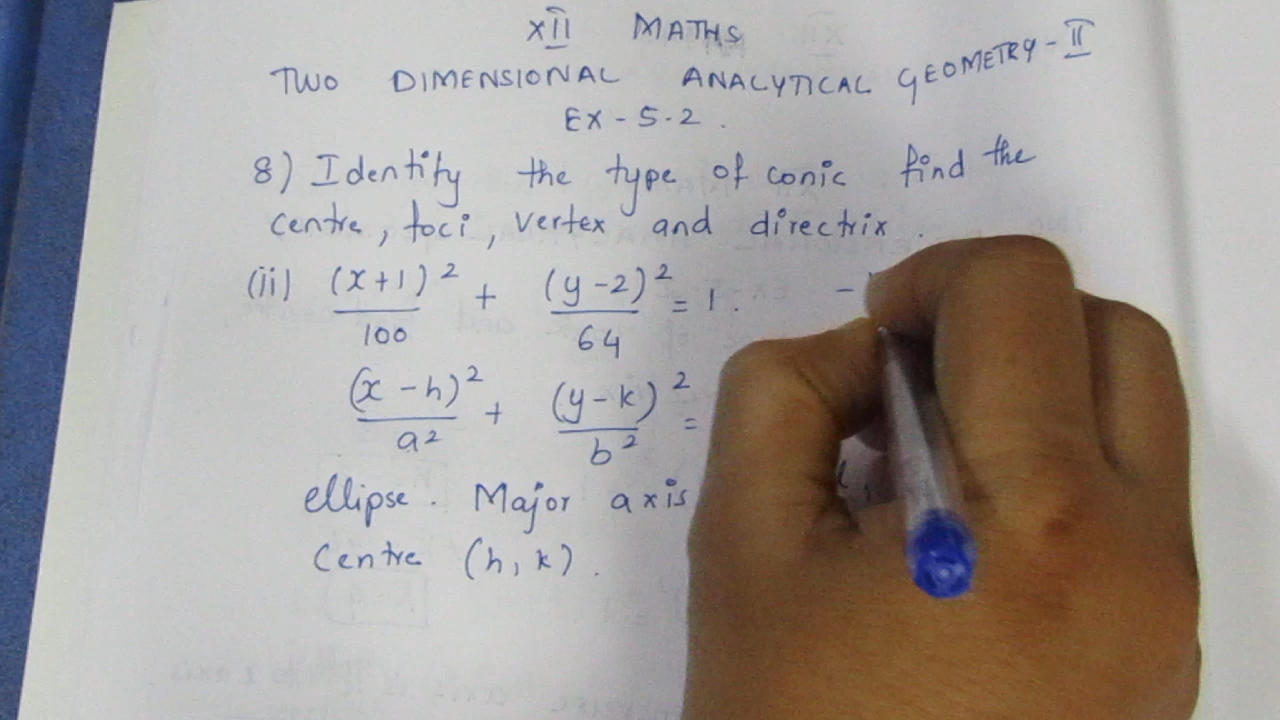 XII MATHS
TWO DIMENSIONAL ANALYTICAL GEOMETRY - II
EX - 5.2.
8) Identify the type of conic find the
centre, foci, vertex and directrix.
(ii) (x+1)²/100 + (y-2)²/64 = 1. -
(x-h)²/a² + (y-k)²/b² =
ellipse. Major axis
Centre (h, k).